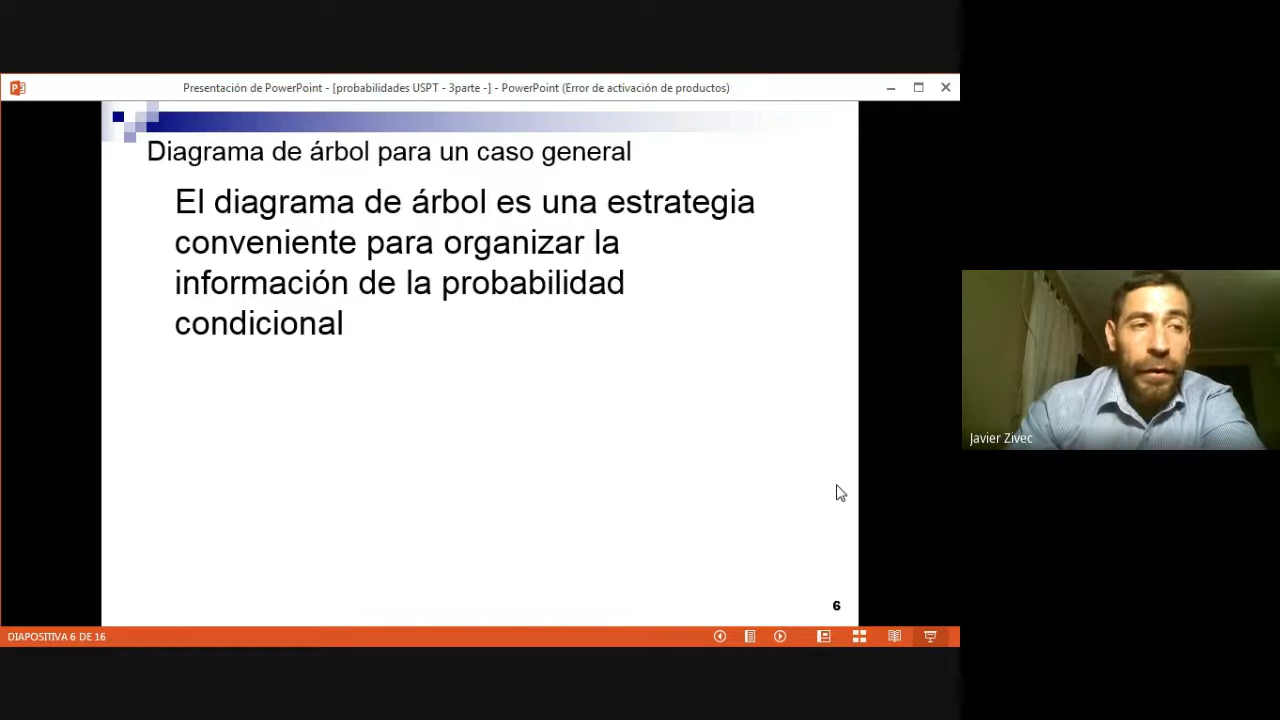 Presentación de PowerPoint - [probabilidades USPT - 3parte -] - PowerPoint (Error de activación de productos)
Diagrama de árbol para un caso general
El diagrama de árbol es una estrategia
conveniente para organizar la
información de la probabilidad
condicional
Javier Zivec
6
DIAPOSITIVA 6 DE 16